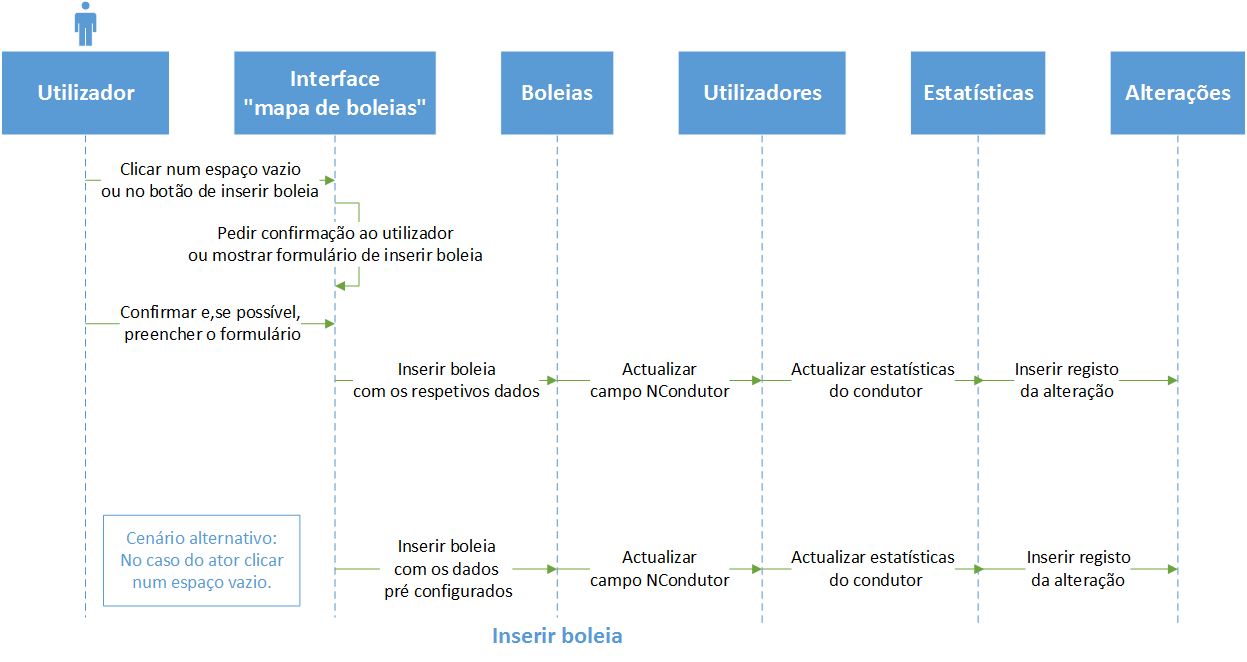 Utilizador
Interface
"mapa de boleias"
Boleias
Utilizadores
Estatísticas
Alterações
Clicar num espaço vazio
ou no botão de inserir boleia
Pedir confirmação ao utilizador
ou mostrar formulário de inserir boleia
Confirmar e,se possível,
preencher o formulário
Inserir boleia
com os respetivos dados
Actualizar
campo NCondutor
Actualizar estatísticas
do condutor
Inserir registo
da alteração
Cenário alternativo:
No caso do ator clicar
num espaço vazio.
Inserir boleia
com os dados
pré configurados
Actualizar
campo NCondutor
Actualizar estatísticas
do condutor
Inserir registo
da alteração
Inserir boleia